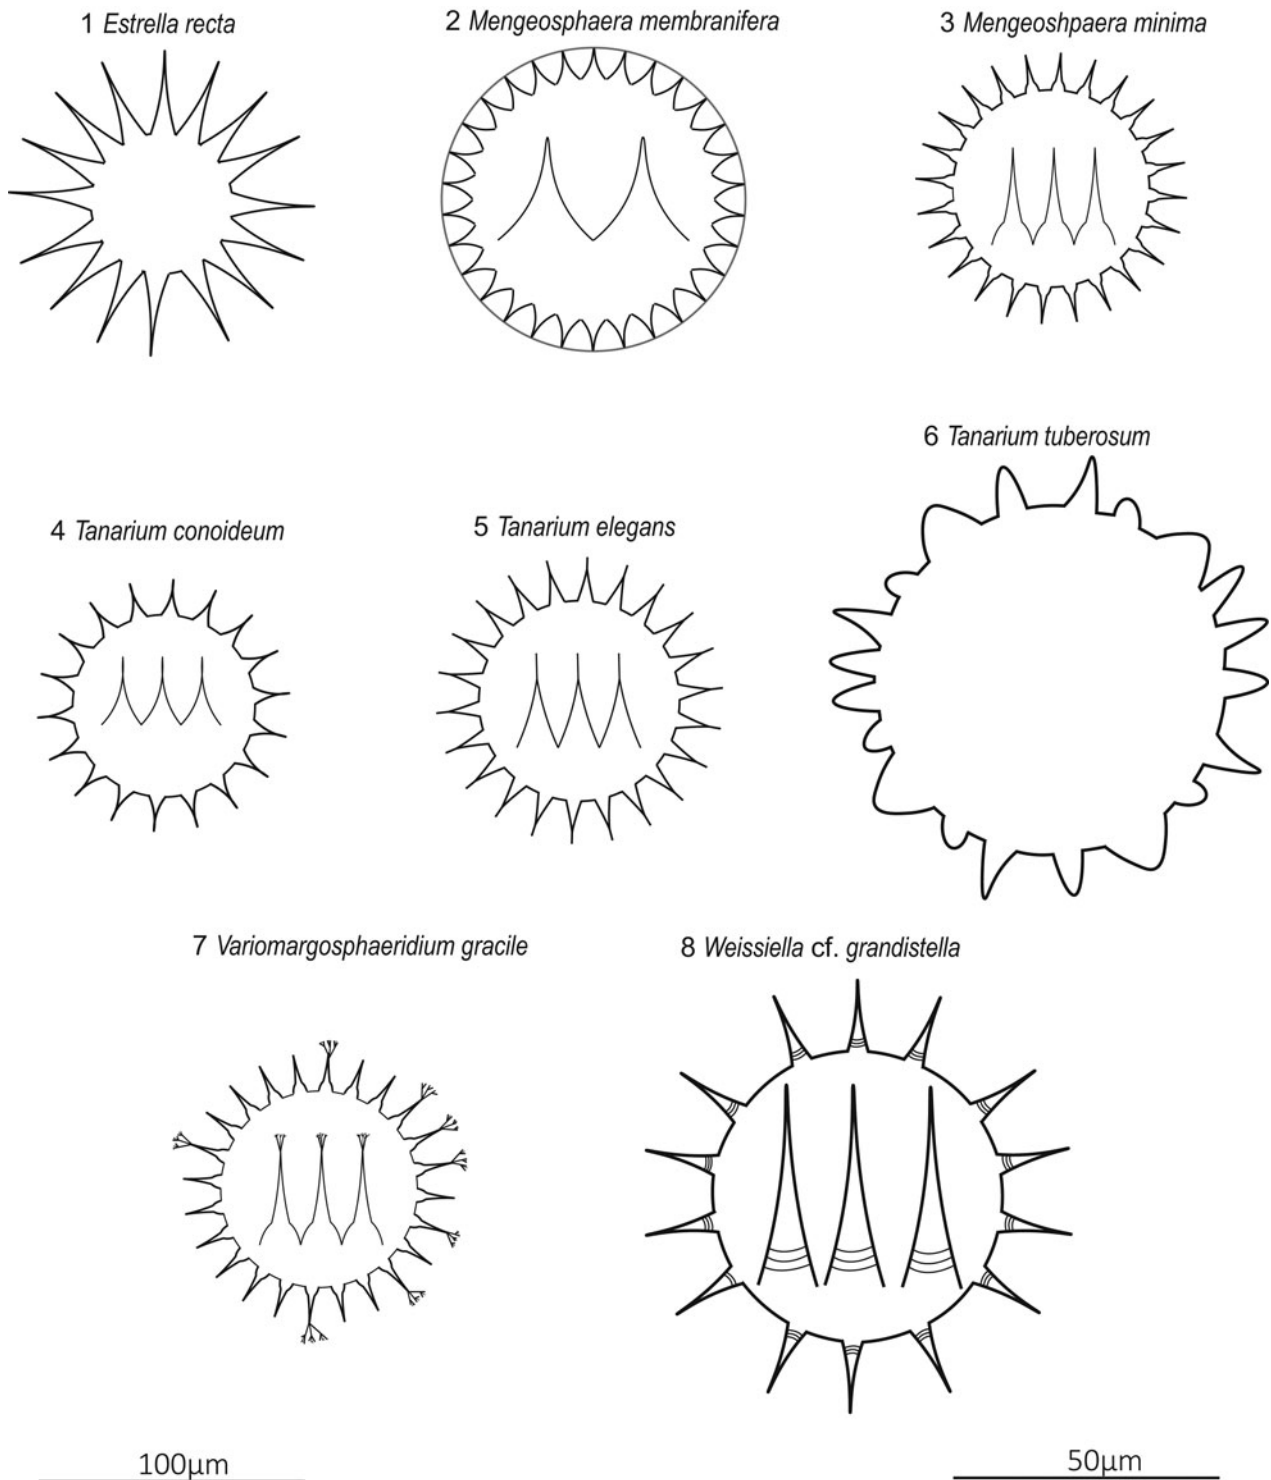 1 Estrella recta
2 Mengeosphaera membranifera
3 Mengeoshpaera minima
4 Tanarium conoideum
5 Tanarium elegans
6 Tanarium tuberosum
7 Variomargosphaeridium gracile
8 Weissiella cf. grandistella
100μm
50μm